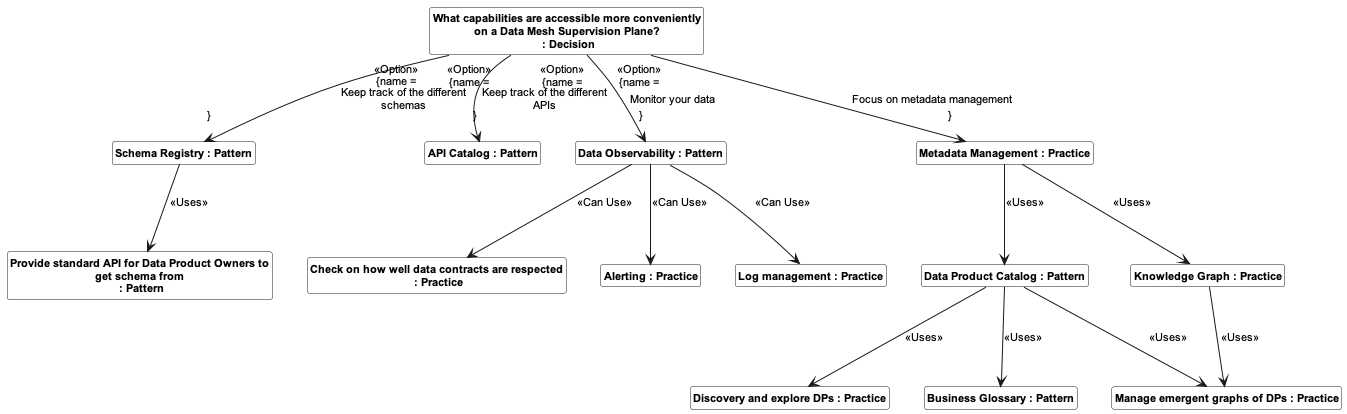 What capabilities are accessible more conveniently
on a Data Mesh Supervision Plane?
: Decision
«Option»
{name =
Keep track of the different
schemas
}
«Option»
{name =
Keep track of the different
APIs
}
«Option»
{name =
Monitor your data
}
«Option»
{name =
Focus on metadata management
}
Schema Registry : Pattern
API Catalog : Pattern
Data Observability : Pattern
Metadata Management : Practice
«Uses»
«Can Use»
«Can Use»
«Can Use»
«Uses»
«Uses»
Provide standard API for Data Product Owners to
get schema from
: Pattern
Check on how well data contracts are respected
: Practice
Alerting : Practice
Log management : Practice
Data Product Catalog : Pattern
Knowledge Graph : Practice
«Uses»
«Uses»
«Uses»
«Uses»
Discovery and explore DPs : Practice
Business Glossary : Pattern
Manage emergent graphs of DPs : Practice